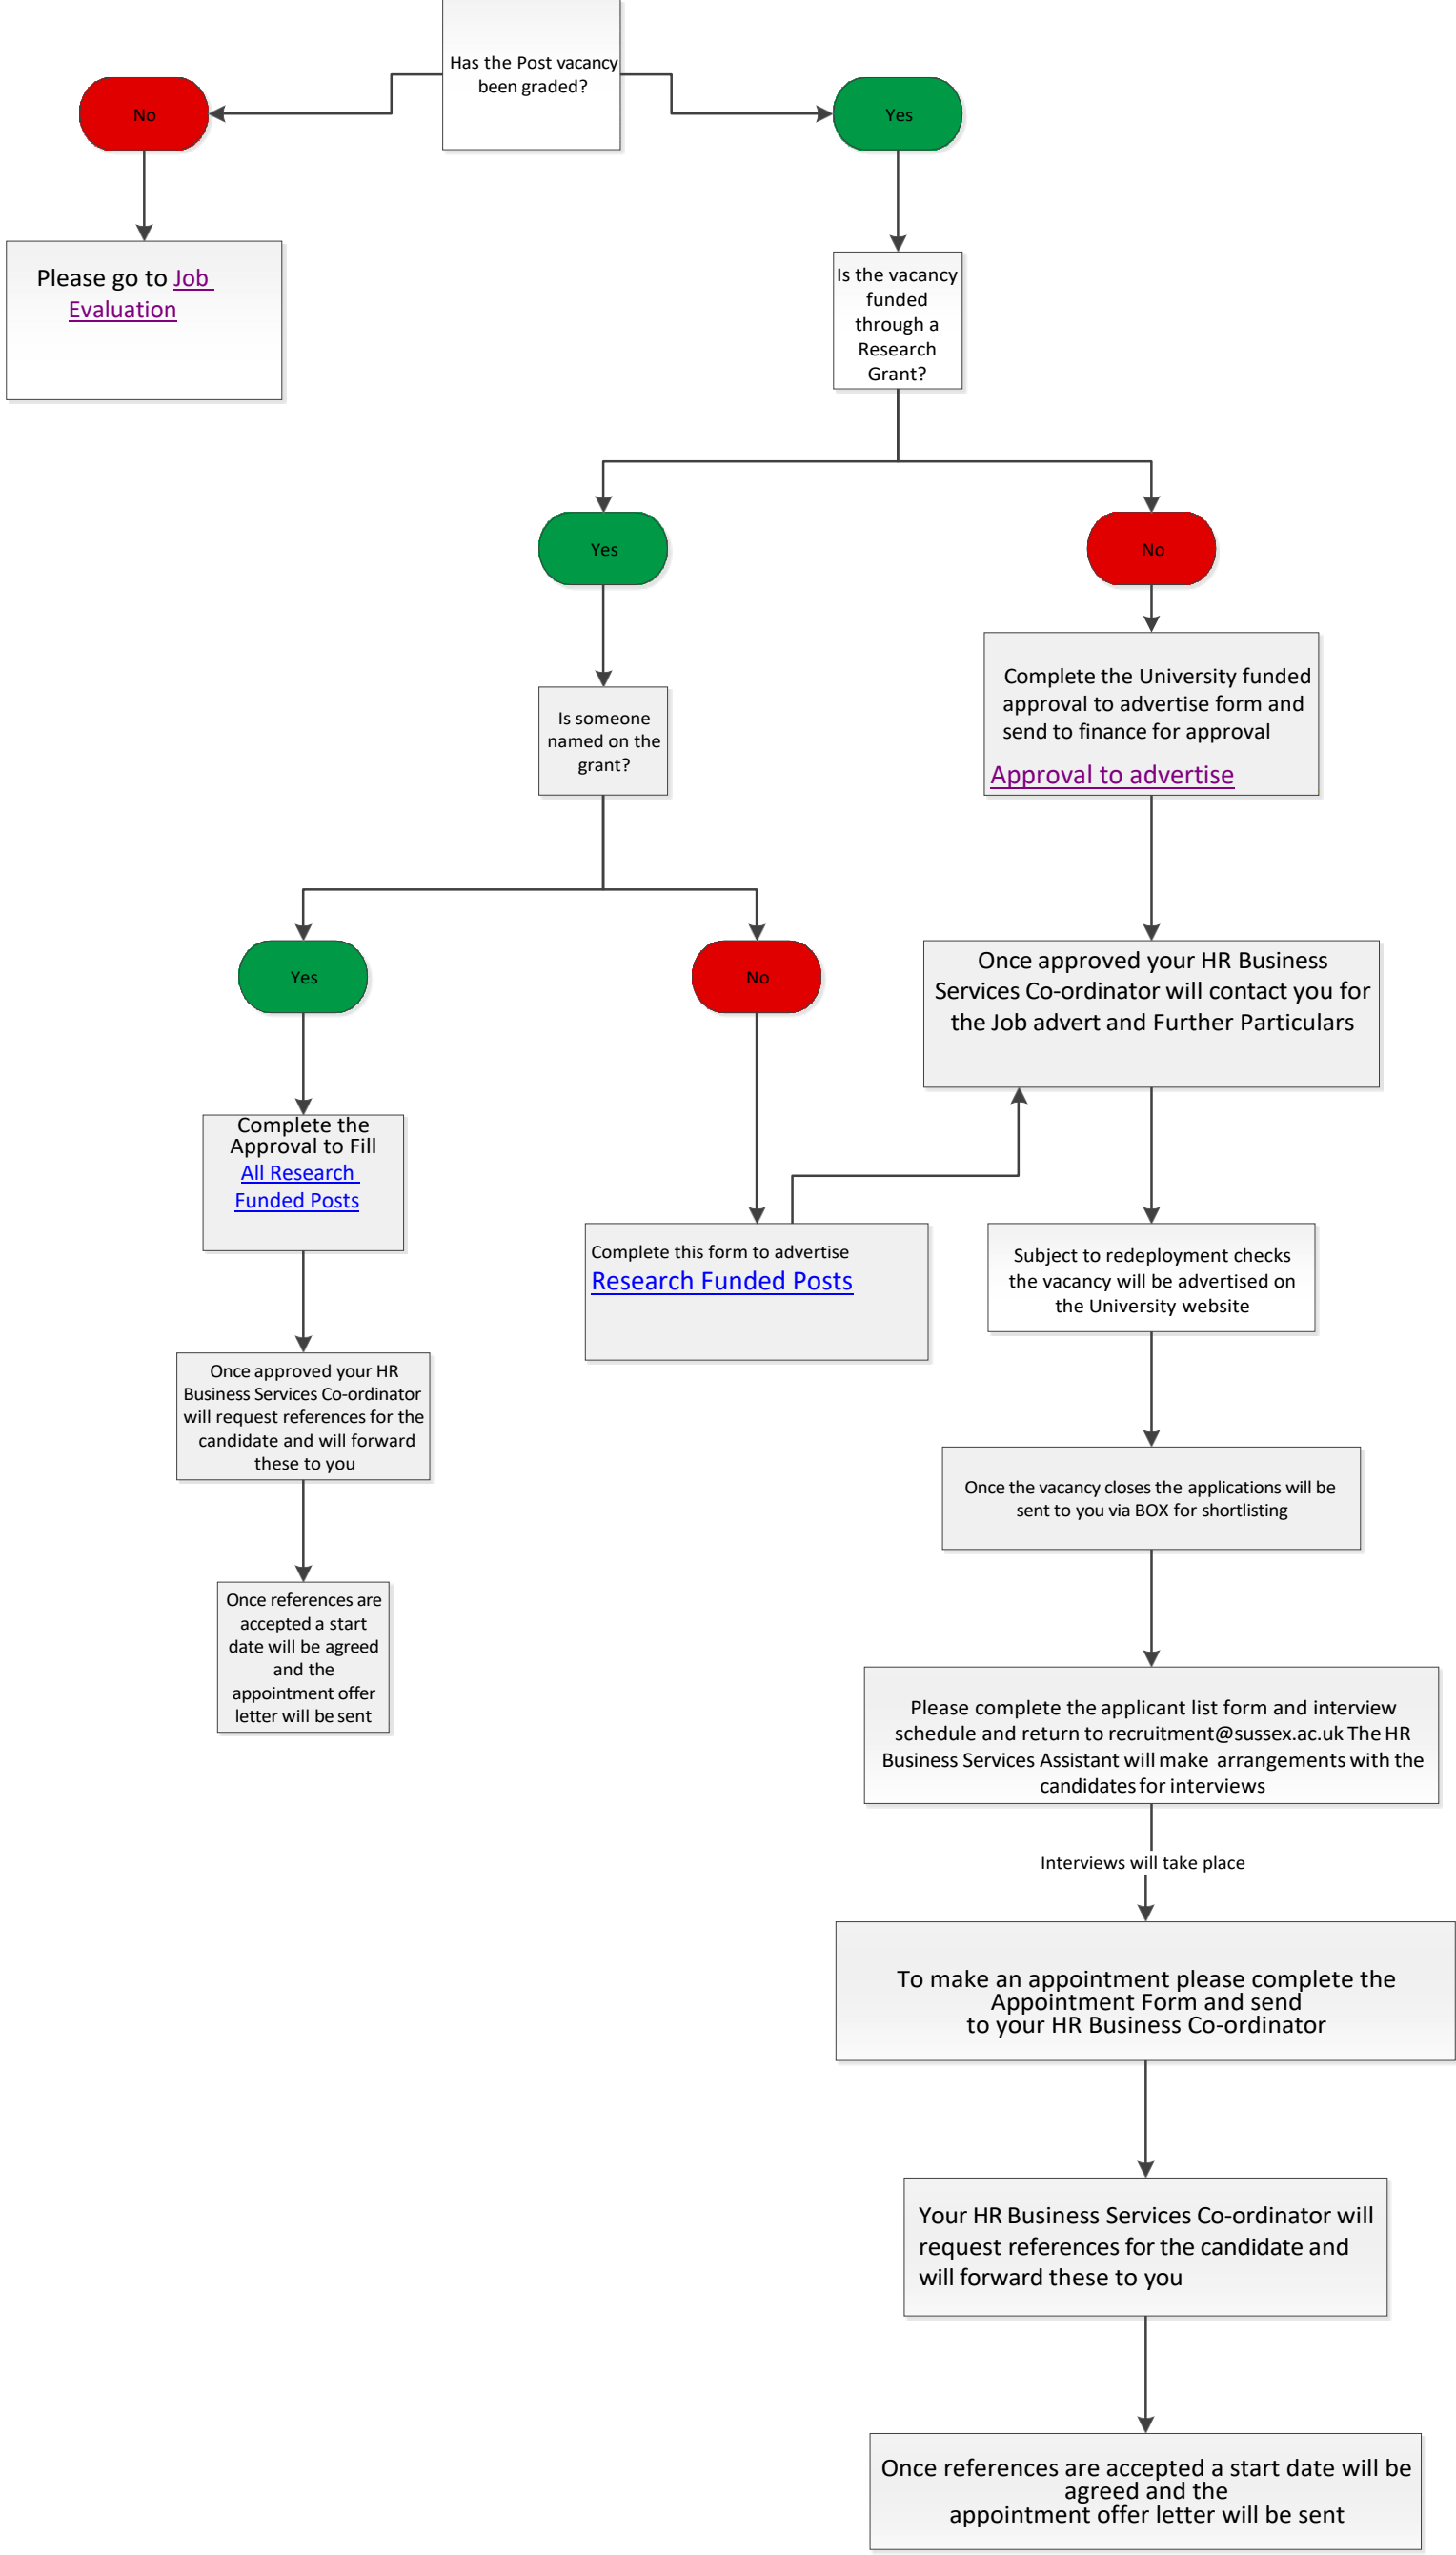 Has the Post vacancy
been graded?
No
Yes
Please go to Job
Evaluation
Is the vacancy
funded
through a
Research
Grant?
Yes
No
Is someone
named on the
grant?
Complete the University funded
approval to advertise form and
send to finance for approval
Approval to advertise
Yes
No
Once approved your HR Business
Services Co-ordinator will contact you for
the Job advert and Further Particulars
Complete the
Approval to Fill
All Research
Funded Posts
Complete this form to advertise
Research Funded Posts
Subject to redeployment checks
the vacancy will be advertised on
the University website
Once approved your HR
Business Services Co-ordinator
will request references for the
candidate and will forward
these to you
Once the vacancy closes the applications will be
sent to you via BOX for shortlisting
Once references are
accepted a start
date will be agreed
and the
appointment offer
letter will be sent
Please complete the applicant list form and interview
schedule and return to recruitment@sussex.ac.uk The HR
Business Services Assistant will make arrangements with the
candidates for interviews
Interviews will take place
To make an appointment please complete the
Appointment Form and send
to your HR Business Co-ordinator
Your HR Business Services Co-ordinator will
request references for the candidate and
will forward these to you
Once references are accepted a start date will be
agreed and the
appointment offer letter will be sent